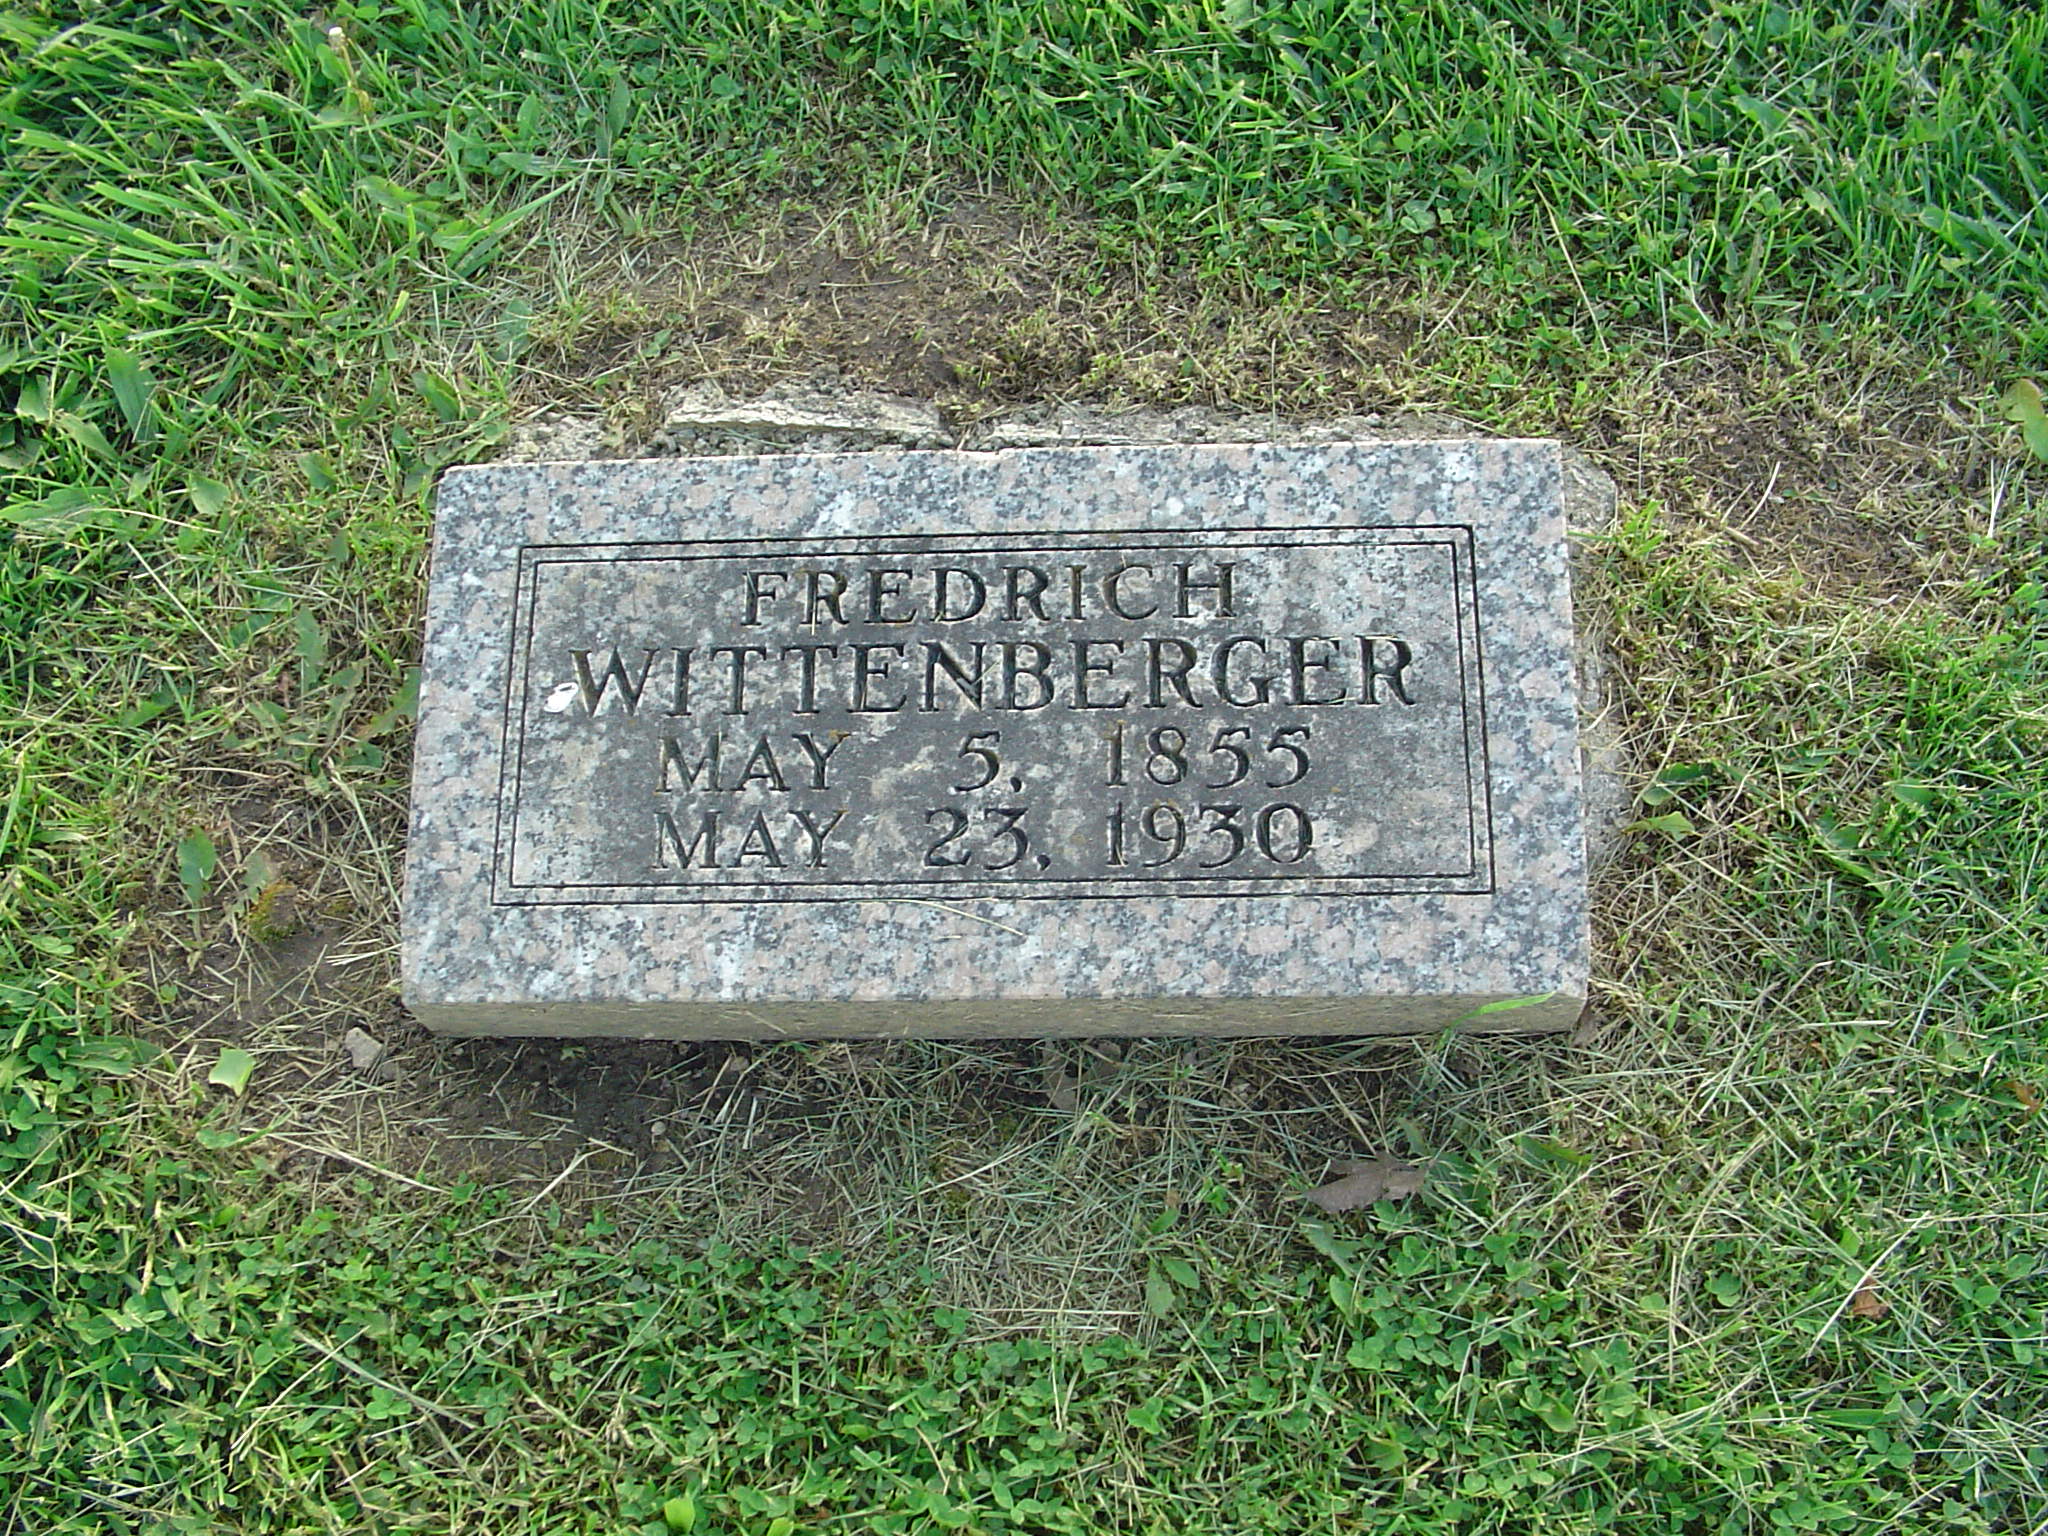 FREDRICH
WITTENBERGER
MAY 5, 1855
MAY 23, 1930